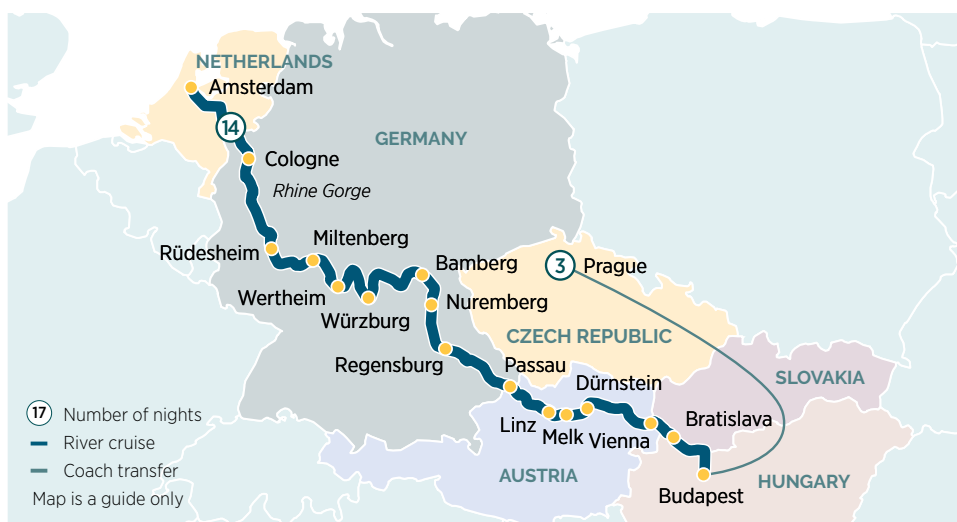 NETHERLANDS
Amsterdam
14
GERMANY
Cologne
Rhine Gorge
Rüdesheim
Miltenberg
Wertheim
Würzburg
Bamberg
Nuremberg
3 Prague
CZECH REPUBLIC
Regensburg
Passau
SLOVAKIA
Dürnstein
Linz
Melk
Vienna
Bratislava
AUSTRIA
Budapest
HUNGARY
17 Number of nights
River cruise
Coach transfer
Map is a guide only